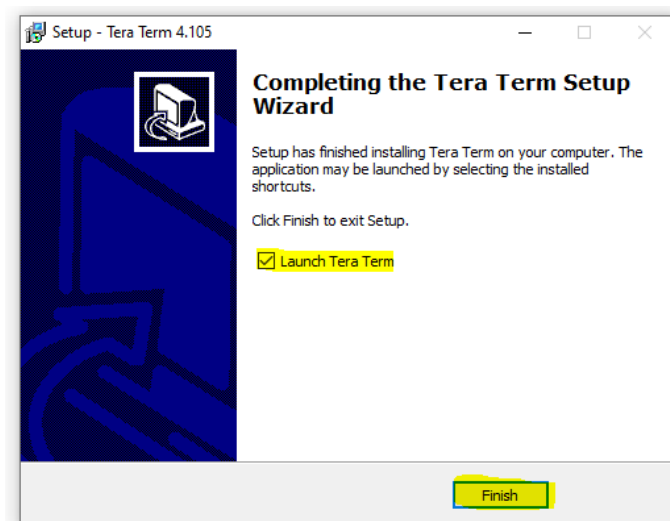 Setup - Tera Term 4.105
Completing the Tera Term Setup
Wizard
Setup has finished installing Tera Term on your computer. The
application may be launched by selecting the installed
shortcuts.
Click Finish to exit Setup.
Launch Tera Term
Finish